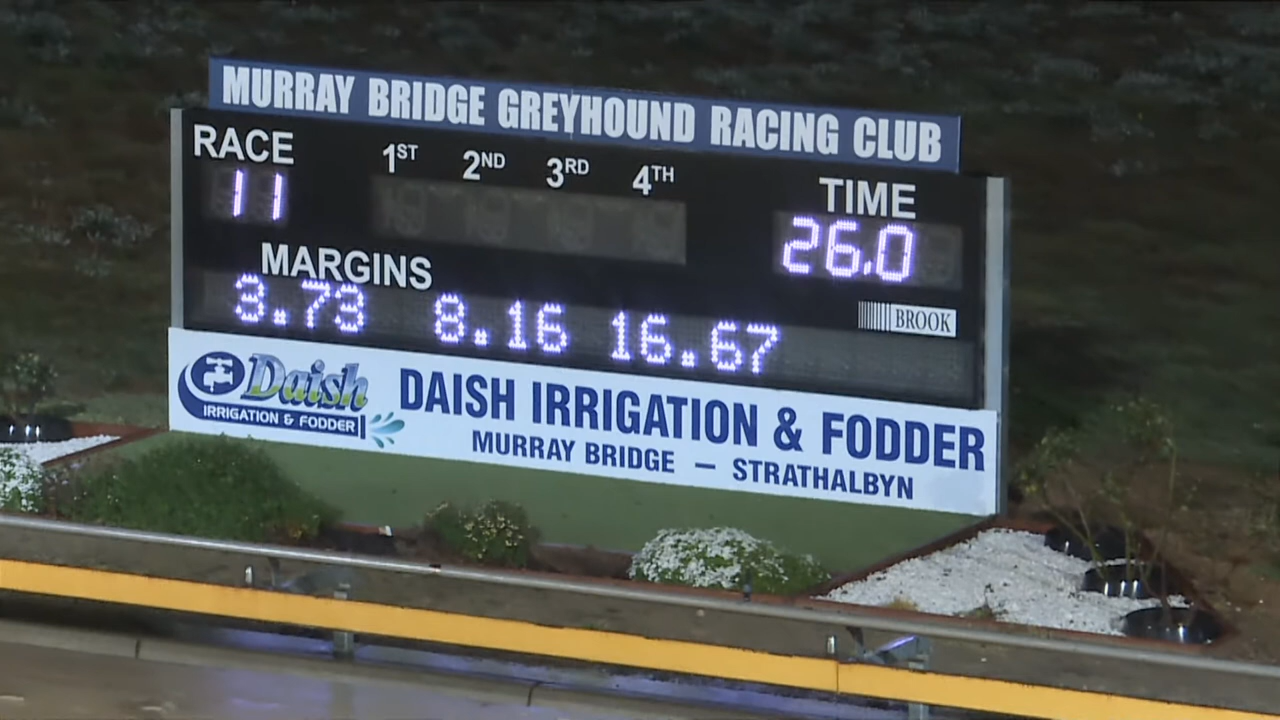 MURRAY BRIDGE GREYHOUND RACING CLUB
RACE 1ST 2ND 3RD 4TH TIME
11 26.0
MARGINS
3.73 8.16 16.67
BROOK
Daish
IRRIGATION & FODDER
DAISH IRRIGATION & FODDER
MURRAY BRIDGE – STRATHALBYN